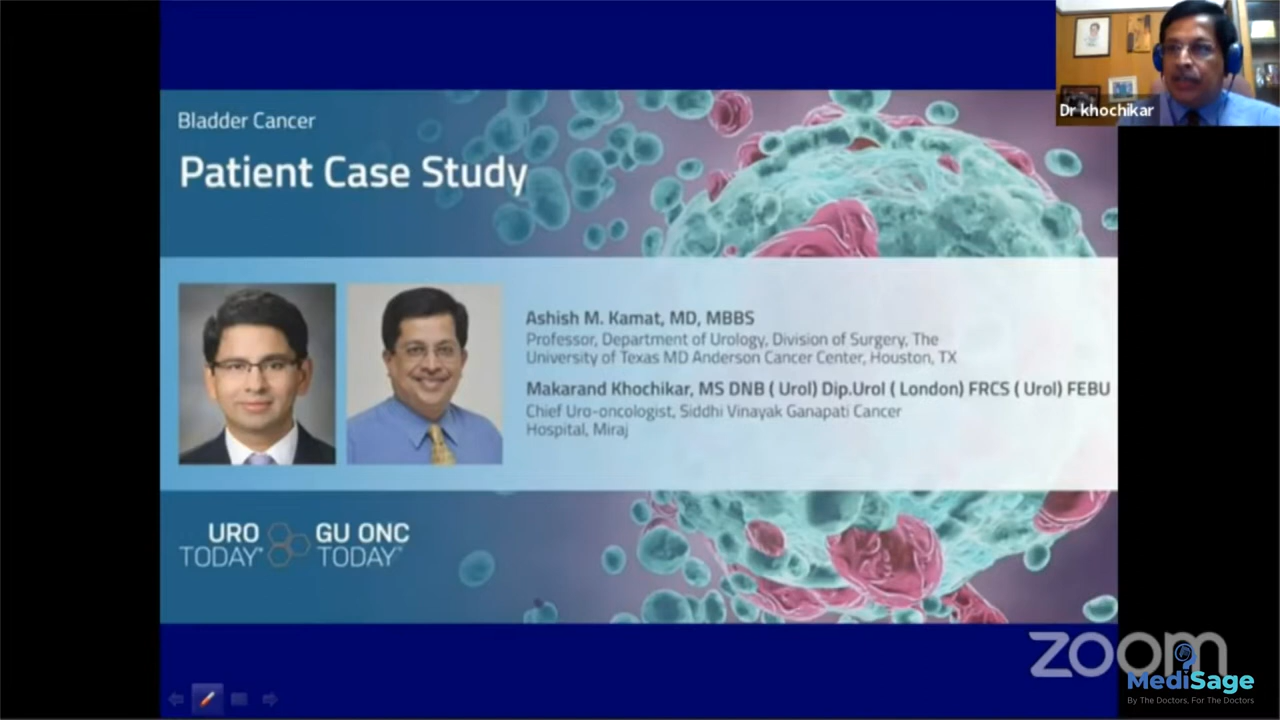 Dr khochikar
Bladder Cancer
Patient Case Study
Ashish M. Kamat, MD, MBBS
Professor, Department of Urology, Division of Surgery, The
University of Texas MD Anderson Cancer Center, Houston, TX
Makarand Khochikar, MS DNB ( Urol) Dip.Urol ( London) FRCS ( Urol) FEBU
Chief Uro-oncologist, Siddhi Vinayak Ganapati Cancer
Hospital, Miraj
URO TODAY
GU ONC TODAY
zoom
MediSage
By The Doctors, For The Doctors